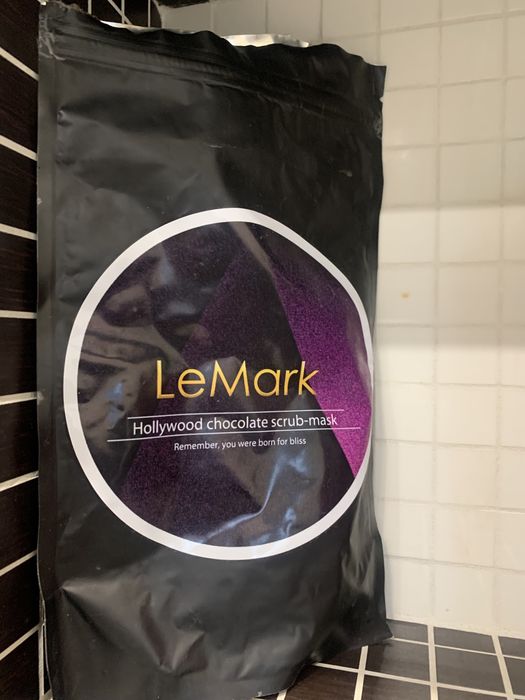 LeMark
Hollywood chocolate scrub-mask
Remember, you were born for bliss